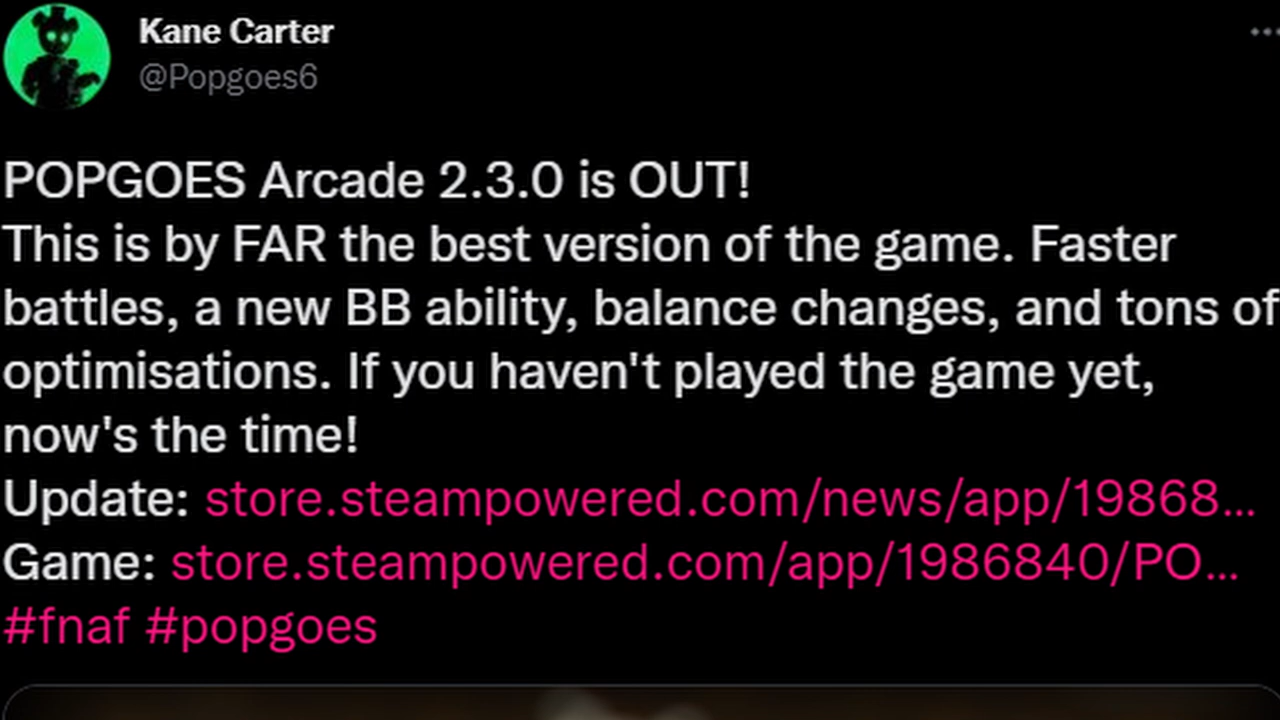 Kane Carter
@Popgoes6
POPGOES Arcade 2.3.0 is OUT!
This is by FAR the best version of the game. Faster
battles, a new BB ability, balance changes, and tons of
optimisations. If you haven't played the game yet,
now's the time!
Update: store.steampowered.com/news/app/19868...
Game: store.steampowered.com/app/1986840/PO...
#fnaf #popgoes